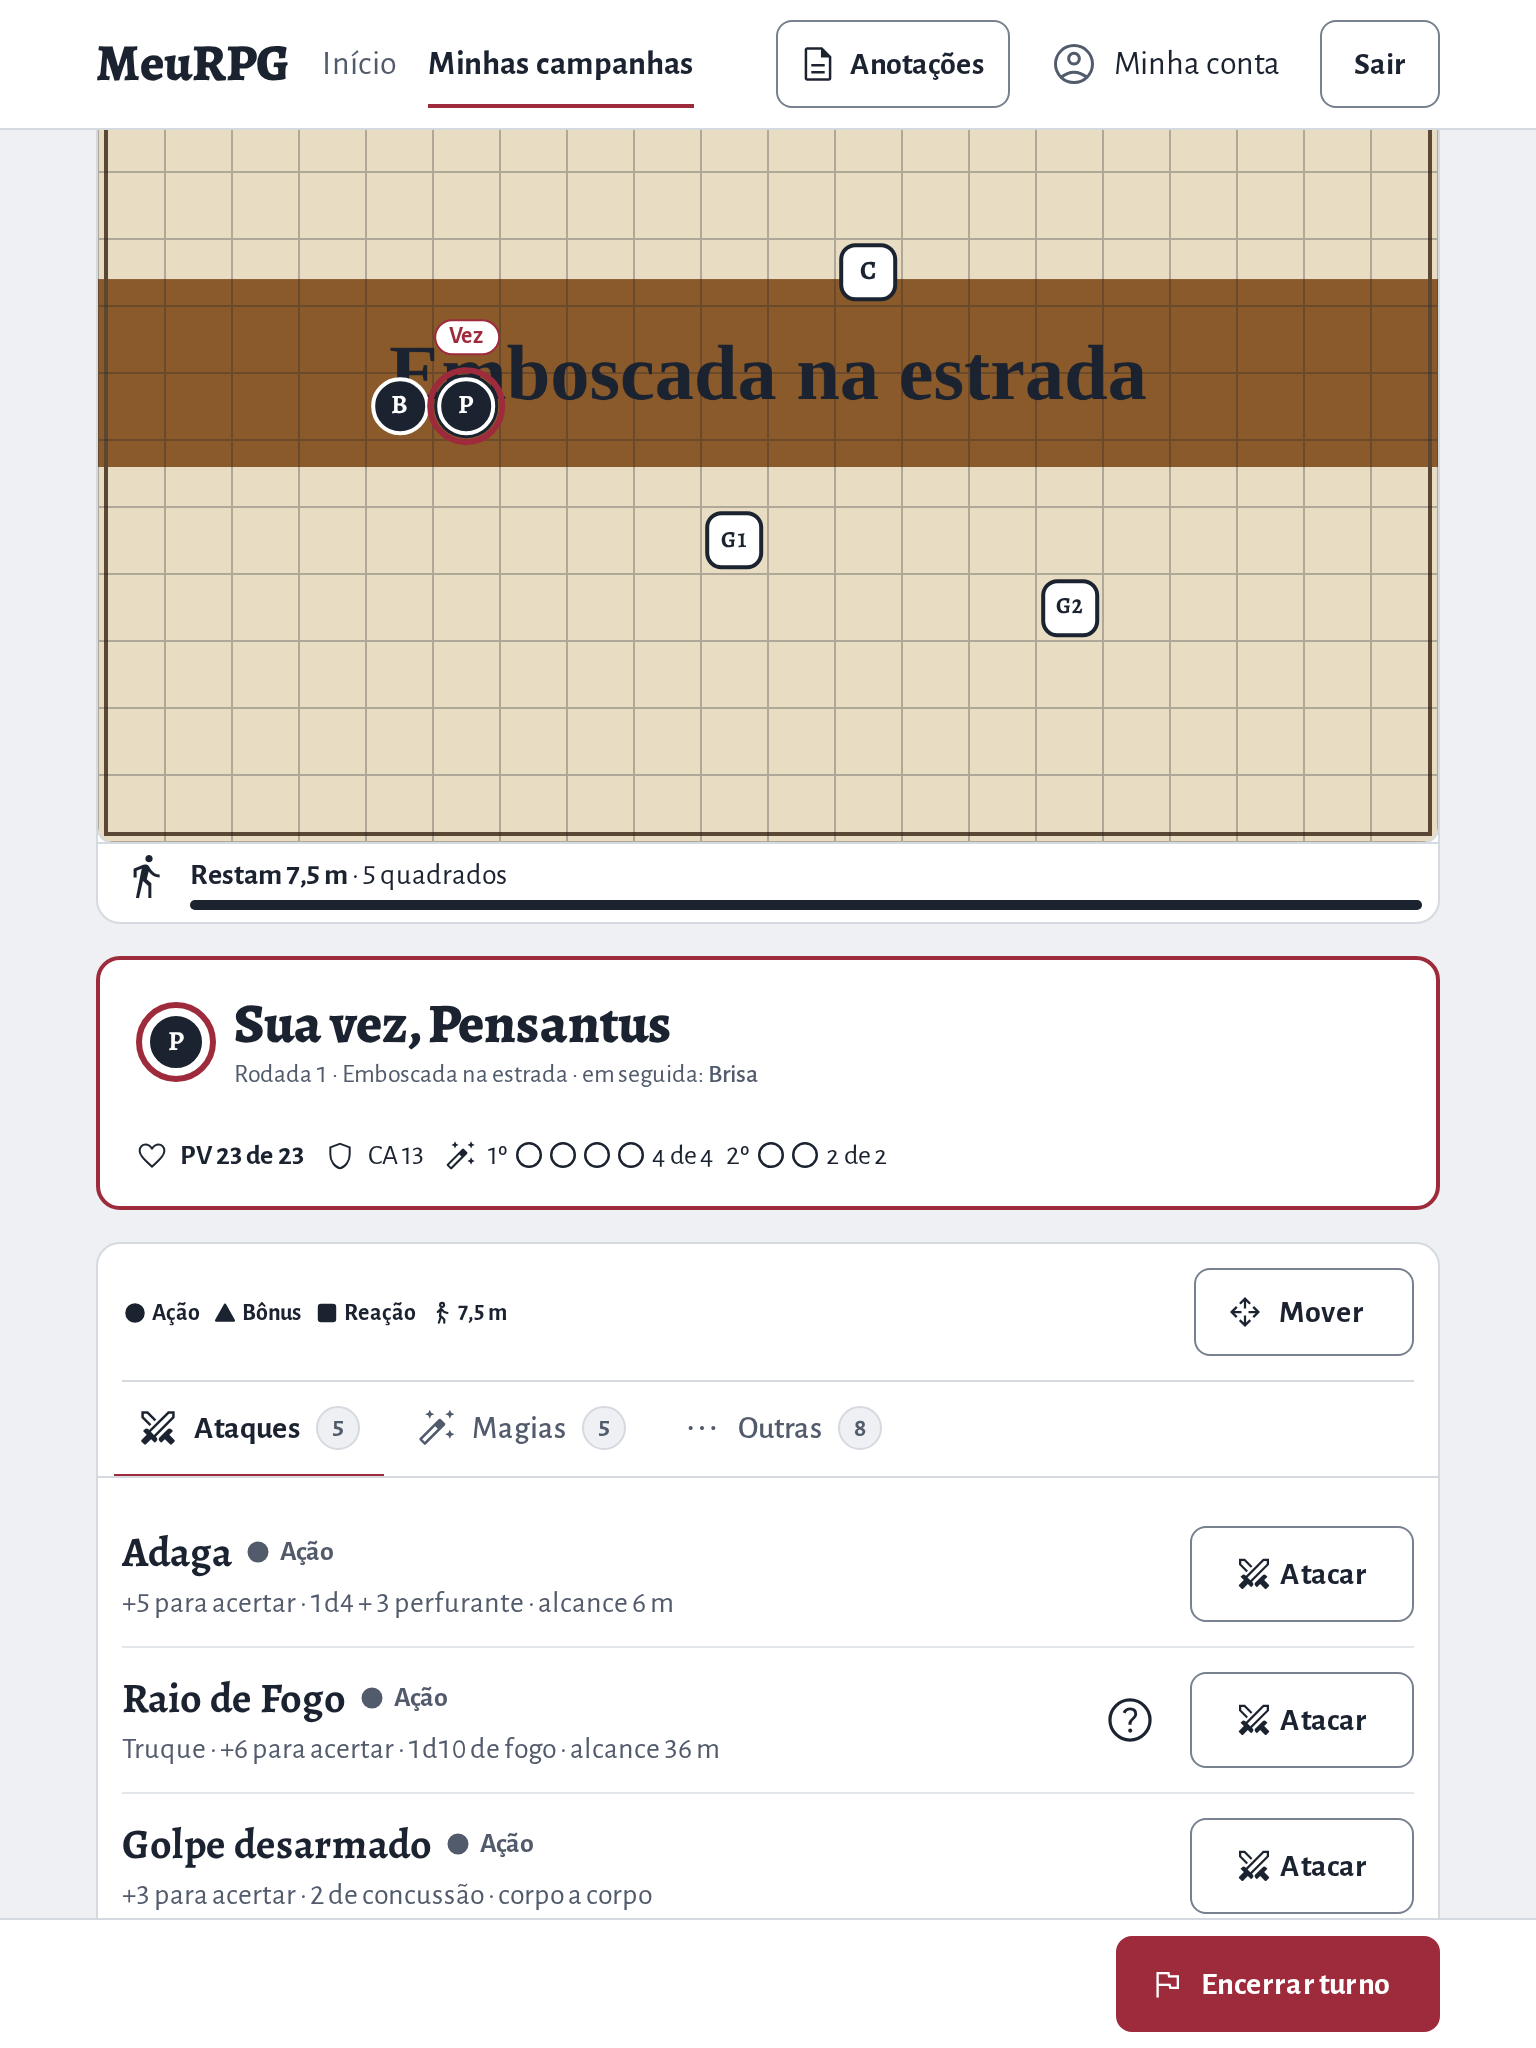 MeuRPG Início Minhas campanhas Anotações Minha conta Sair
C
Vez
Emboscada na estrada
B P
G1
G2
Restam 7,5 m · 5 quadrados
P
Sua vez, Pensantus
Rodada 1 · Emboscada na estrada · em seguida: Brisa
PV 23 de 23 CA 13 1º 4 de 4 2º 2 de 2
Ação Bônus Reação 7,5 m Mover
Ataques 5 Magias 5 Outras 8
Adaga Ação
+5 para acertar · 1d4 + 3 perfurante · alcance 6 m
Atacar
Raio de Fogo Ação
Truque · +6 para acertar · 1d10 de fogo · alcance 36 m
? Atacar
Golpe desarmado Ação
+3 para acertar · 2 de concussão · corpo a corpo
Atacar
Encerrar turno